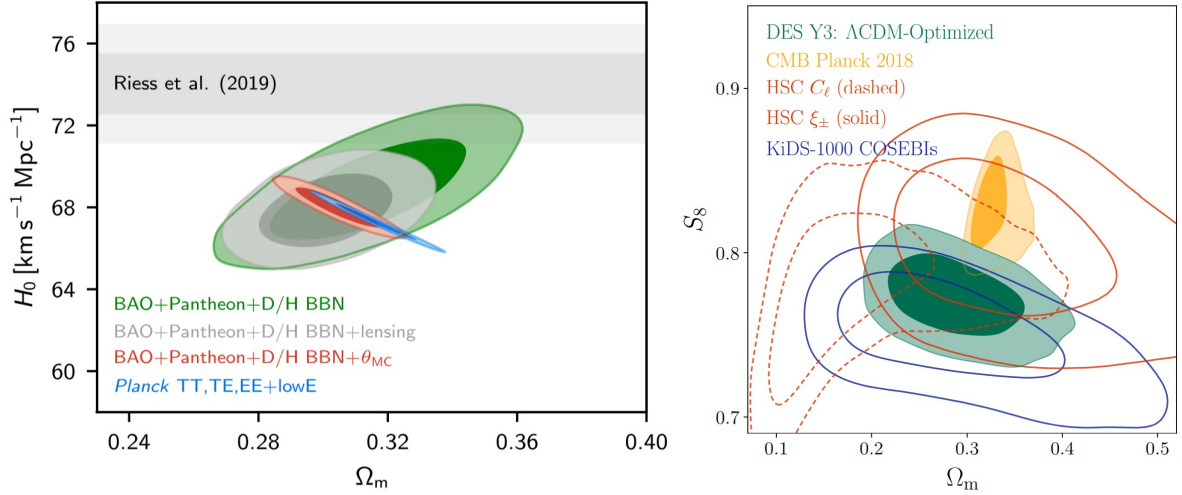 76
72
68
64
60
H₀ [km s⁻¹ Mpc⁻¹]
Riess et al. (2019)
BAO+Pantheon+D/H BBN
BAO+Pantheon+D/H BBN+lensing
BAO+Pantheon+D/H BBN+θ_MC
Planck TT,TE,EE+lowE
0.24 0.28 0.32 0.36 0.40
Ωₘ
DES Y3: ΛCDM-Optimized
CMB Planck 2018
HSC C_ℓ (dashed)
HSC ξ_± (solid)
KiDS-1000 COSEBIs
0.9
0.8
0.7
S₈
0.1 0.2 0.3 0.4 0.5
Ωₘ